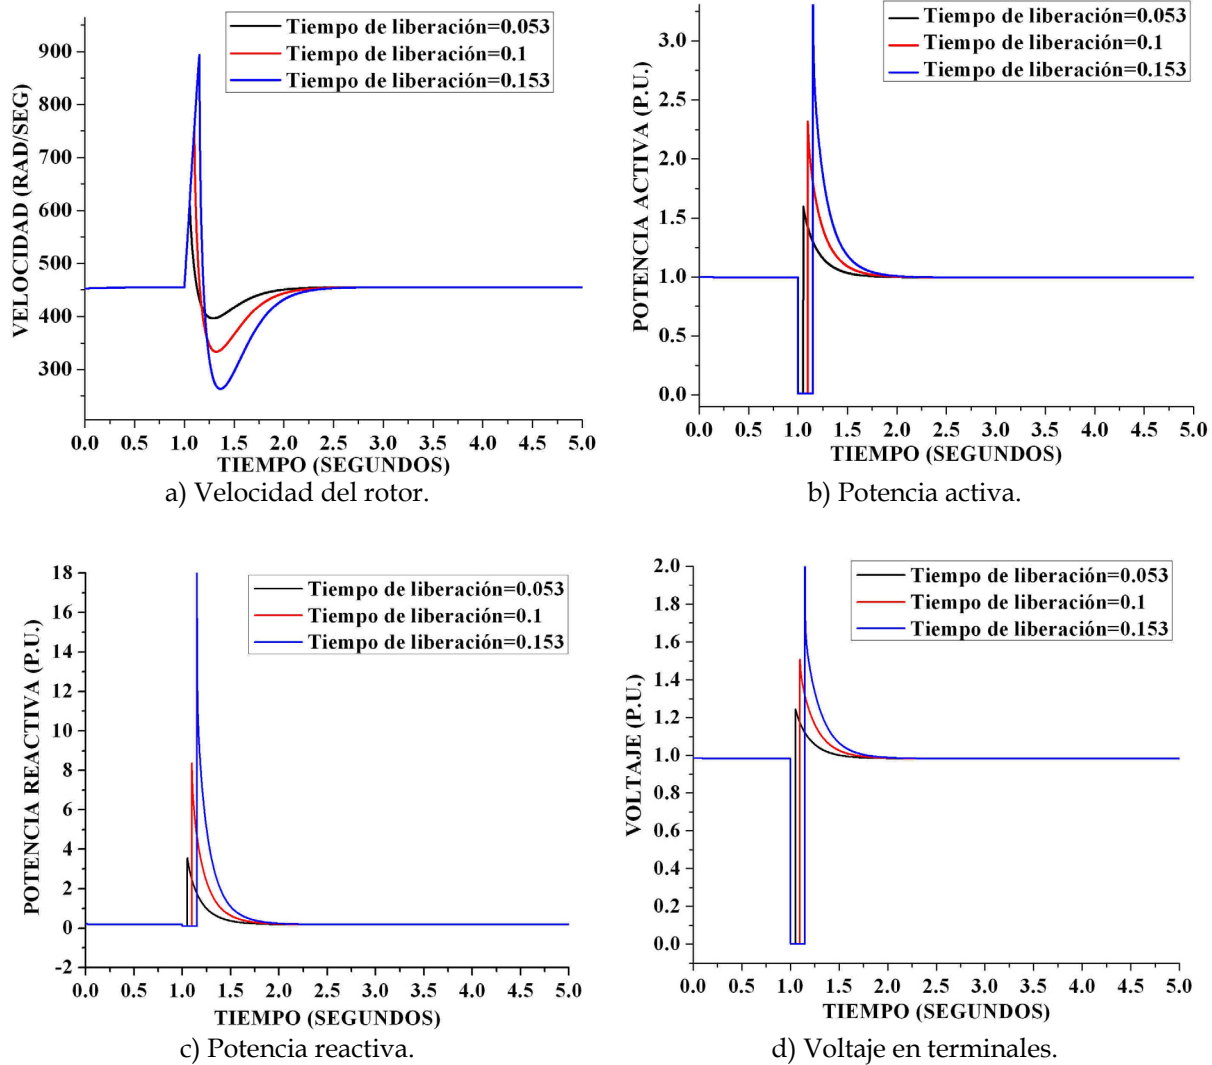 Tiempo de liberación=0.053
Tiempo de liberación=0.1
Tiempo de liberación=0.153
VELOCIDAD (RAD/SEG)
900
800
700
600
500
400
300
0.0 0.5 1.0 1.5 2.0 2.5 3.0 3.5 4.0 4.5 5.0
TIEMPO (SEGUNDOS)
a) Velocidad del rotor.
Tiempo de liberación=0.053
Tiempo de liberación=0.1
Tiempo de liberación=0.153
POTENCIA ACTIVA (P.U.)
3.0
2.5
2.0
1.5
1.0
0.5
0.0
0.0 0.5 1.0 1.5 2.0 2.5 3.0 3.5 4.0 4.5 5.0
TIEMPO (SEGUNDOS)
b) Potencia activa.
Tiempo de liberación=0.053
Tiempo de liberación=0.1
Tiempo de liberación=0.153
POTENCIA REACTIVA (P.U.)
18
16
14
12
10
8
6
4
2
0
-2
0.0 0.5 1.0 1.5 2.0 2.5 3.0 3.5 4.0 4.5 5.0
TIEMPO (SEGUNDOS)
c) Potencia reactiva.
Tiempo de liberación=0.053
Tiempo de liberación=0.1
Tiempo de liberación=0.153
VOLTAJE (P.U.)
2.0
1.8
1.6
1.4
1.2
1.0
0.8
0.6
0.4
0.2
0.0
0.0 0.5 1.0 1.5 2.0 2.5 3.0 3.5 4.0 4.5 5.0
TIEMPO (SEGUNDOS)
d) Voltaje en terminales.